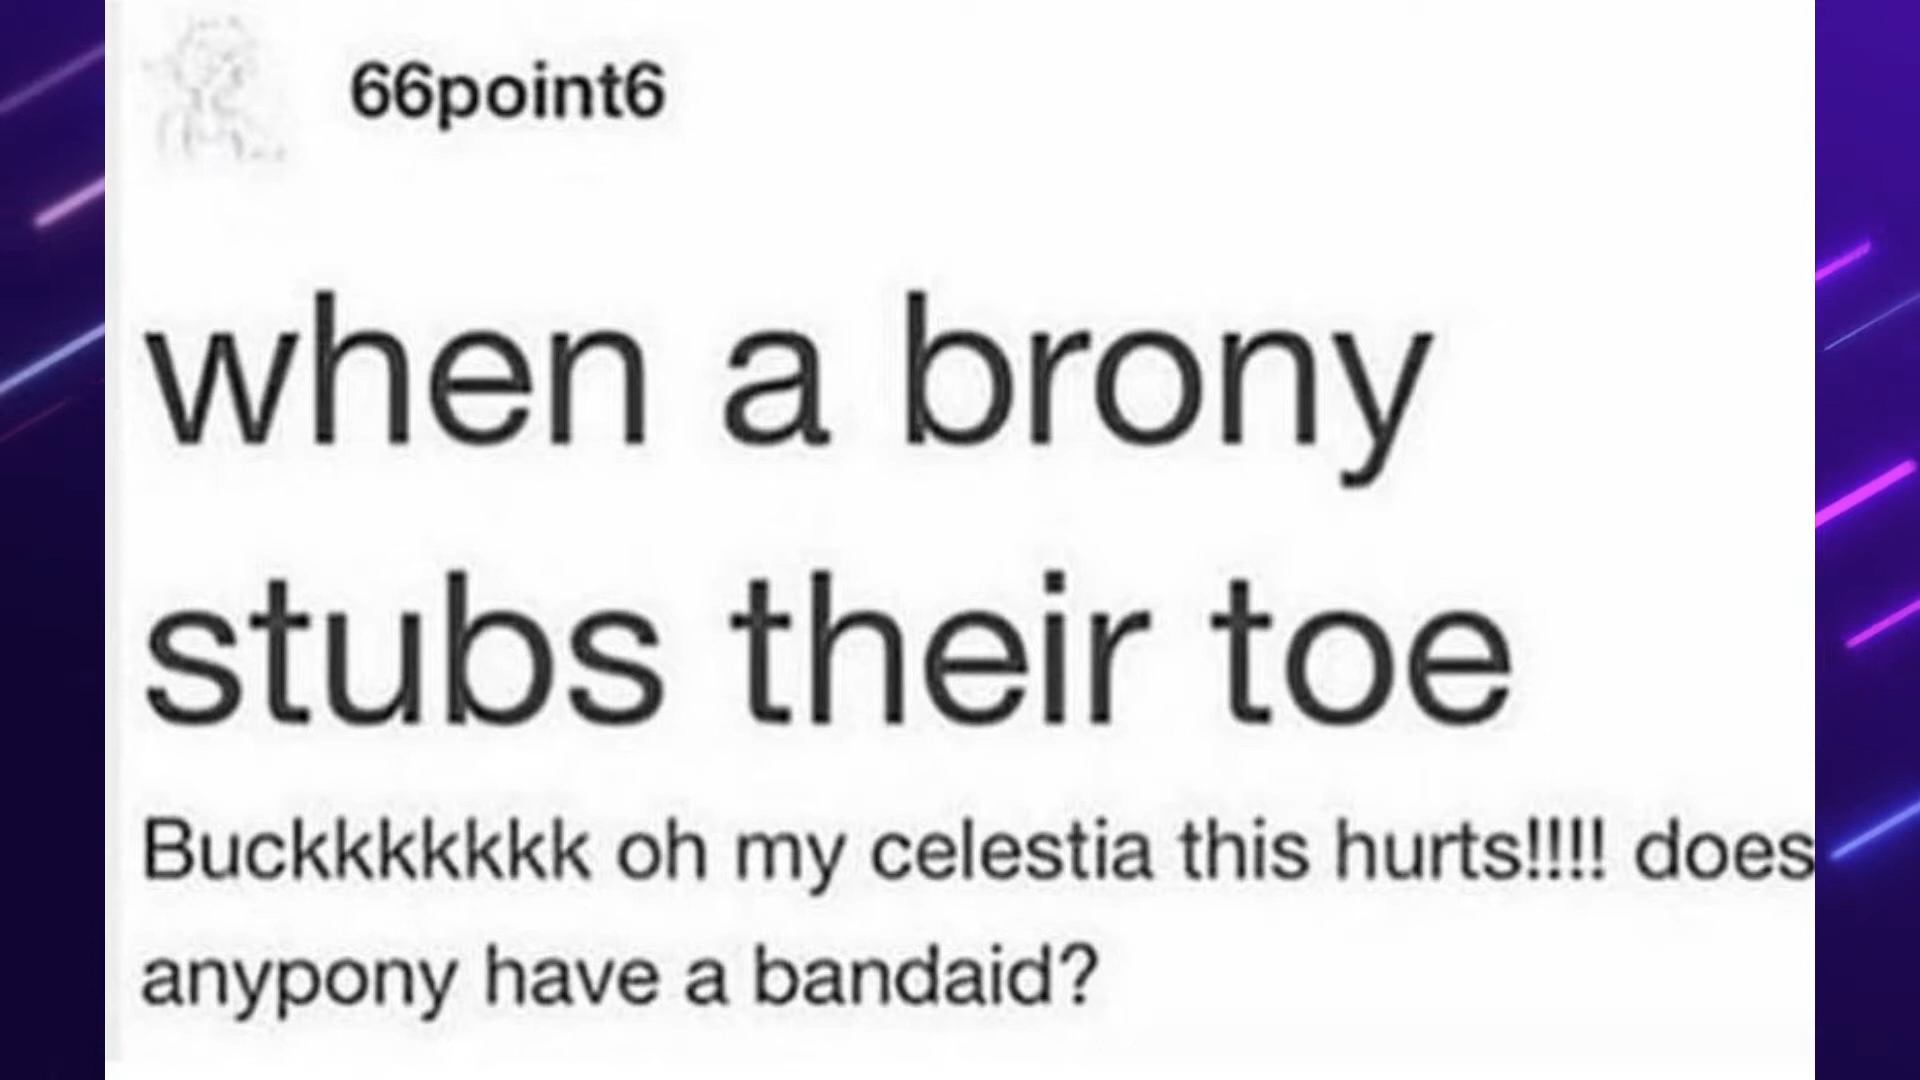 66point6
when a brony
stubs their toe
Buckkkkkkk oh my celestia this hurts!!!! does
anypony have a bandaid?